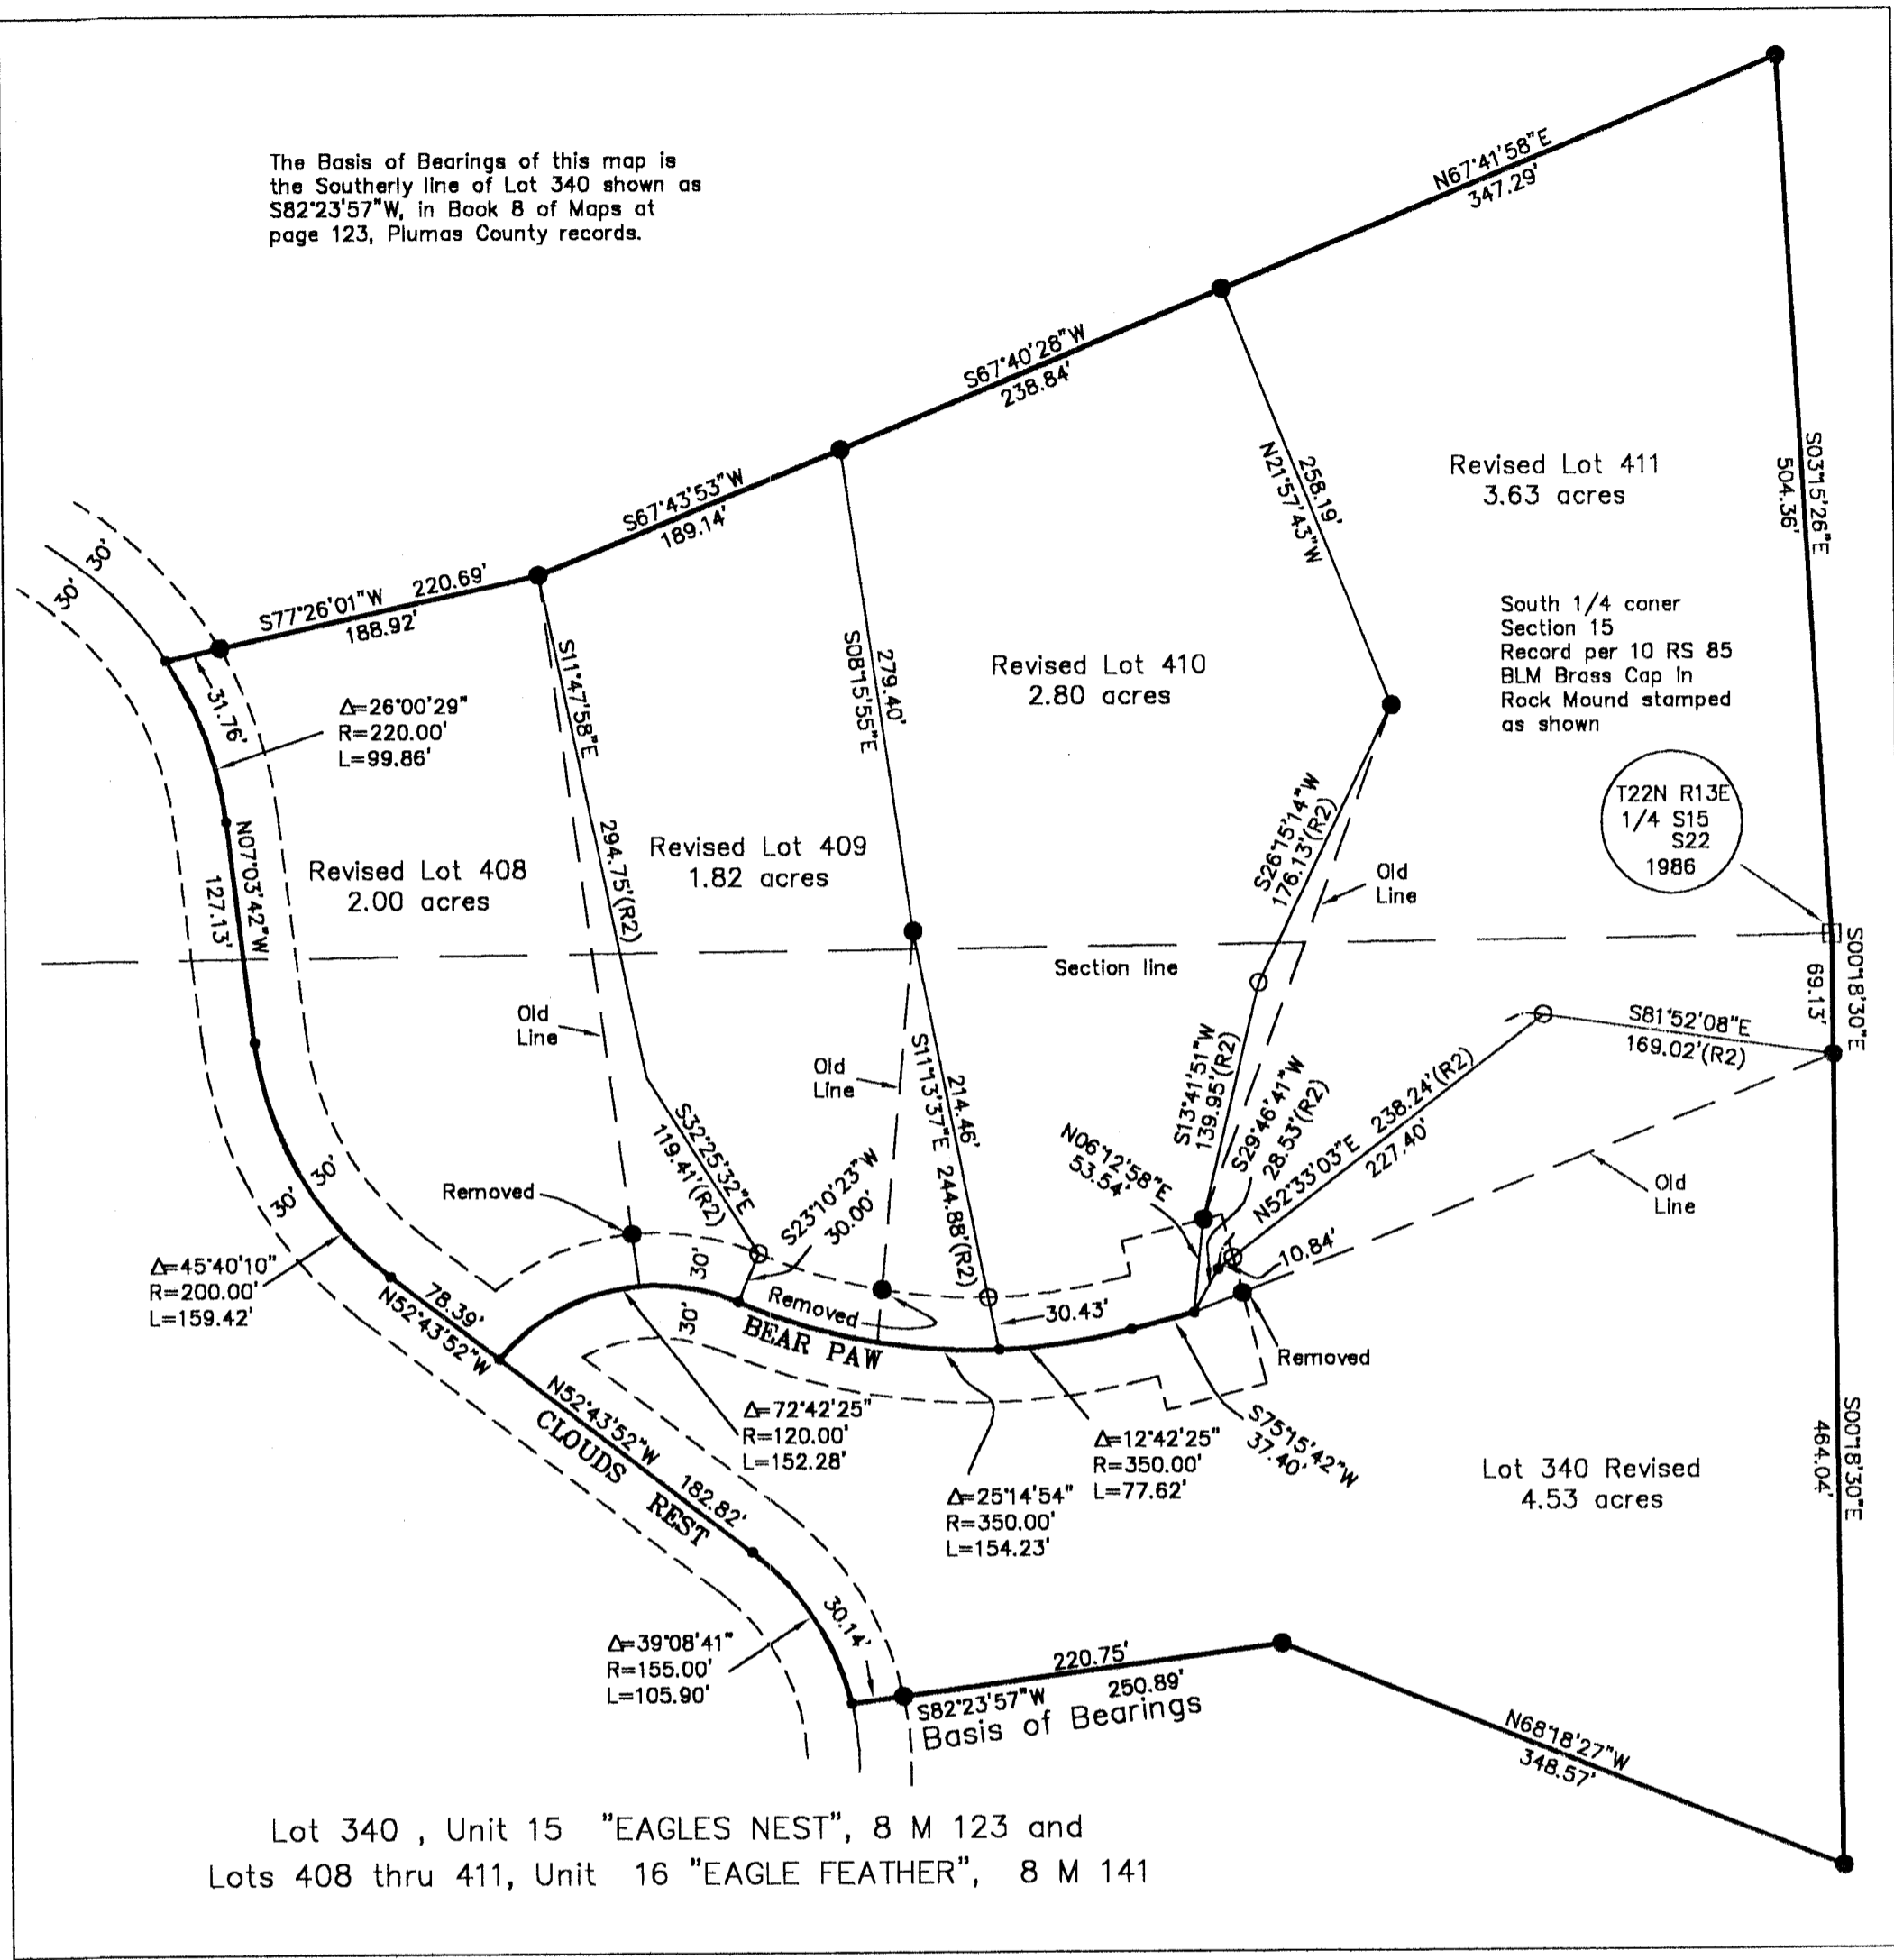 The Basis of Bearings of this map is
the Southerly line of Lot 340 shown as
S82°23'57"W, in Book 8 of Maps at
page 123, Plumas County records.
N67°41'58"E
347.29'
S67°40'28"W
238.84'
S67°43'53"W
189.14'
S77°26'01"W 220.69'
188.92'
30'
30'
31.76'
Δ=26°00'29"
R=220.00'
L=99.86'
N07°03'42"W
127.13'
S11°47'58"E
294.75'(R2)
S08°15'55"E
279.40'
N21°57'43"W
258.19'
S03°15'26"E
504.36'
Revised Lot 411
3.63 acres
Revised Lot 410
2.80 acres
Revised Lot 409
1.82 acres
Revised Lot 408
2.00 acres
South 1/4 coner
Section 15
Record per 10 RS 85
BLM Brass Cap In
Rock Mound stamped
as shown
T22N R13E
1/4 S15
S22
1986
S26°15'14"W
176.13'(R2)
Old
Line
Section line
S00°18'30"E
69.13'
S81°52'08"E
169.02'(R2)
Old
Line
Old
Line
S11°13'37"E 244.88'(R2)
214.46'
S13°41'51"W
139.95'(R2)
S29°46'41"W
28.53'(R2)
N06°12'58"E
53.54'
N52°33'03"E 238.24'(R2)
227.40'
10.84'
Old
Line
S32°25'32"E
119.41'(R2)
S23°10'23"W
30.00'
Removed
30'
30'
30'
30'
Removed
BEAR PAW
30.43'
Removed
Δ=45°40'10"
R=200.00'
L=159.42'
78.39'
N52°43'52"W
N52°43'52"W 182.82'
CLOUDS REST
Δ=72°42'25"
R=120.00'
L=152.28'
Δ=25°14'54"
R=350.00'
L=154.23'
Δ=12°42'25"
R=350.00'
L=77.62'
S75°15'42"W
37.40'
Lot 340 Revised
4.53 acres
S00°18'30"E
464.04'
Δ=39°08'41"
R=155.00'
L=105.90'
30.14'
220.75'
S82°23'57"W 250.89'
Basis of Bearings
N68°18'27"W
348.57'
Lot 340 , Unit 15 "EAGLES NEST", 8 M 123 and
Lots 408 thru 411, Unit 16 "EAGLE FEATHER", 8 M 141